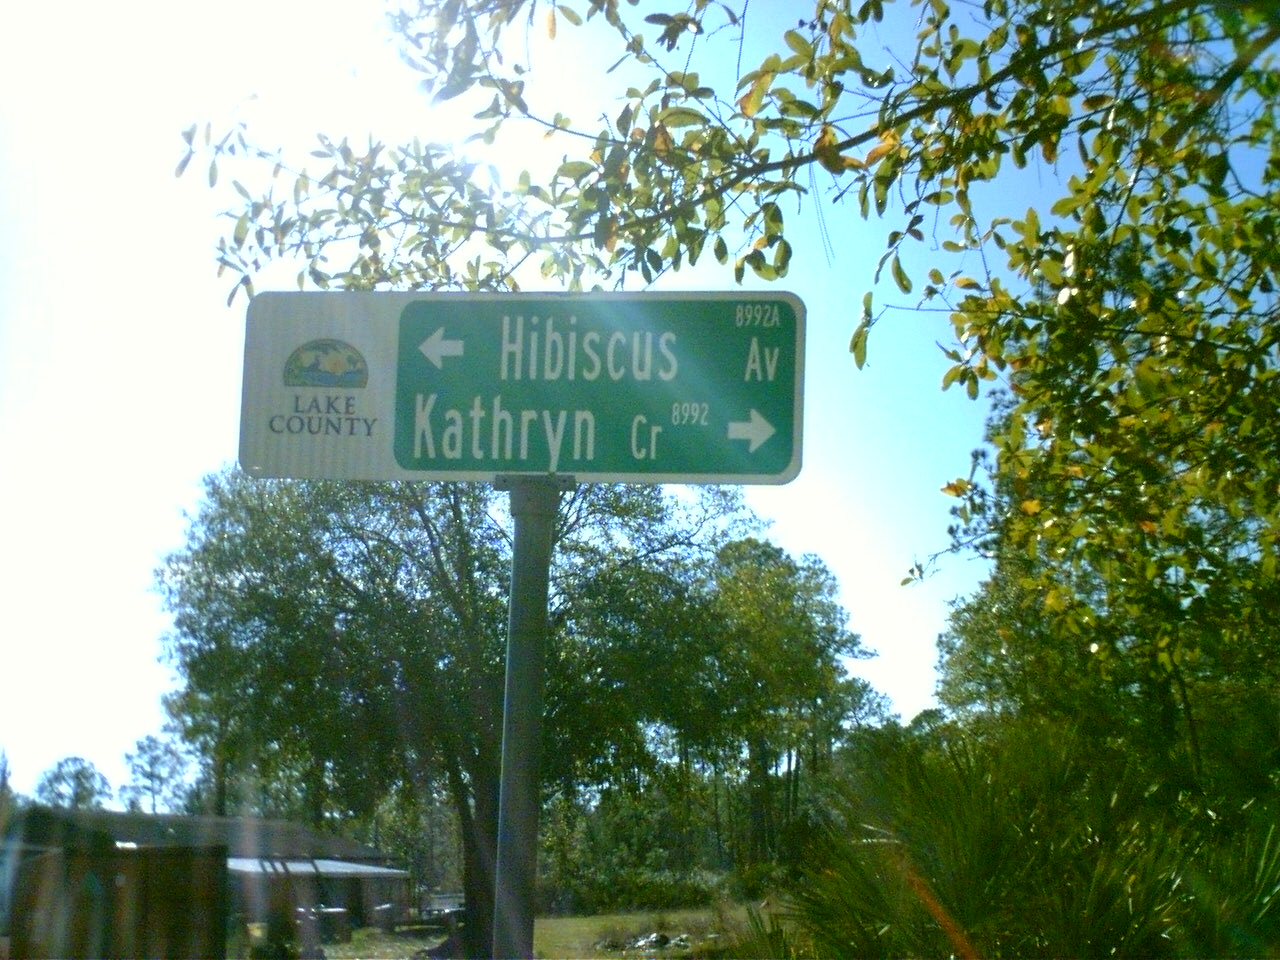 LAKE
COUNTY
Hibiscus Av 8992A
Kathryn Cr 8992